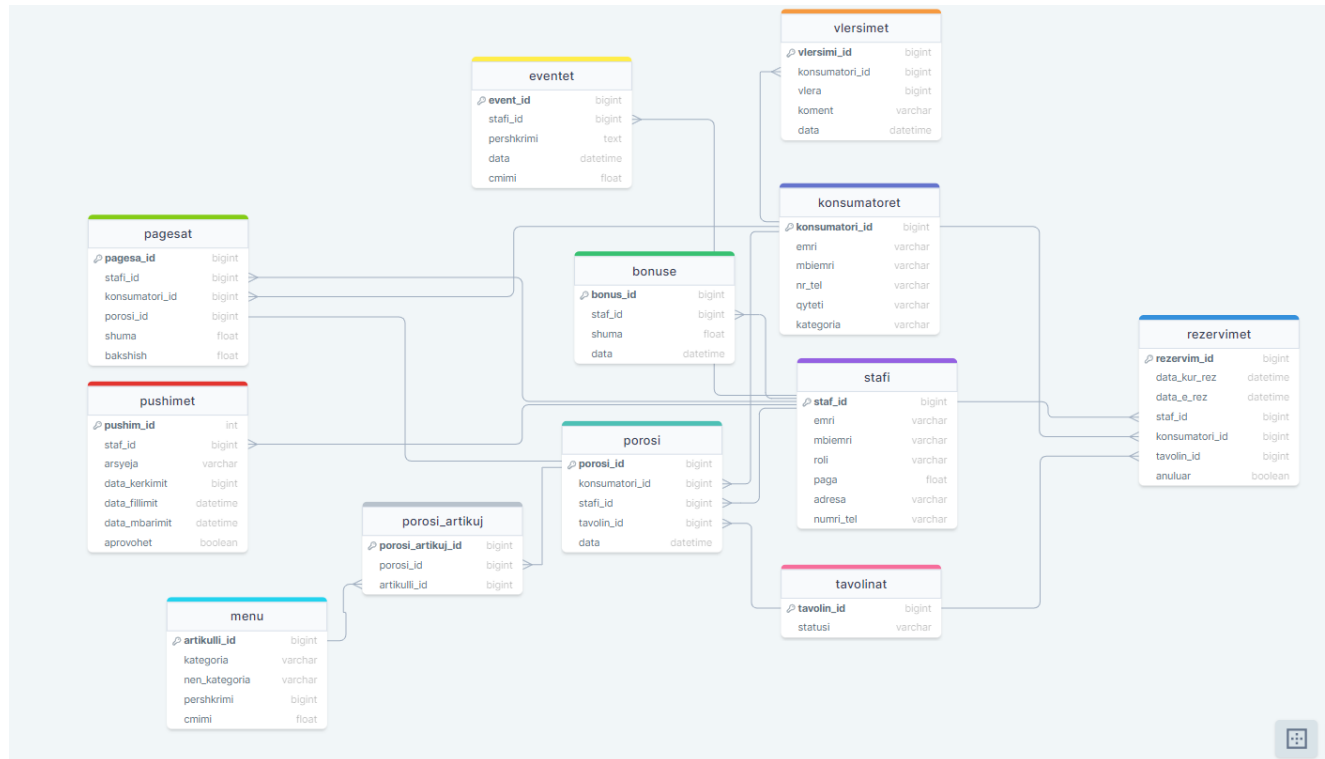 vlersimet
vlersimi_id bigint
konsumatori_id bigint
vlera bigint
koment varchar
data datetime
eventet
event_id bigint
stafi_id bigint
pershkrimi text
data datetime
cmimi float
konsumatoret
konsumatori_id bigint
emri varchar
mbiemri varchar
nr_tel varchar
qyteti varchar
kategoria varchar
pagesat
pagesa_id bigint
stafi_id bigint
konsumatori_id bigint
porosi_id bigint
shuma float
bakshish float
bonuse
bonus_id bigint
staf_id bigint
shuma float
data datetime
rezervimet
rezervim_id bigint
data_kur_rez datetime
data_e_rez datetime
staf_id bigint
konsumatori_id bigint
tavolin_id bigint
anuluar boolean
stafi
staf_id bigint
emri varchar
mbiemri varchar
roli varchar
paga float
adresa varchar
numri_tel varchar
pushimet
pushim_id int
staf_id bigint
arsyeja varchar
data_kerkimit bigint
data_fillimit datetime
data_mbarimit datetime
aprovohet boolean
porosi
porosi_id bigint
konsumatori_id bigint
stafi_id bigint
tavolin_id bigint
data datetime
porosi_artikuj
porosi_artikuj_id bigint
porosi_id bigint
artikulli_id bigint
tavolinat
tavolin_id bigint
statusi varchar
menu
artikulli_id bigint
kategoria varchar
nen_kategoria varchar
pershkrimi bigint
cmimi float